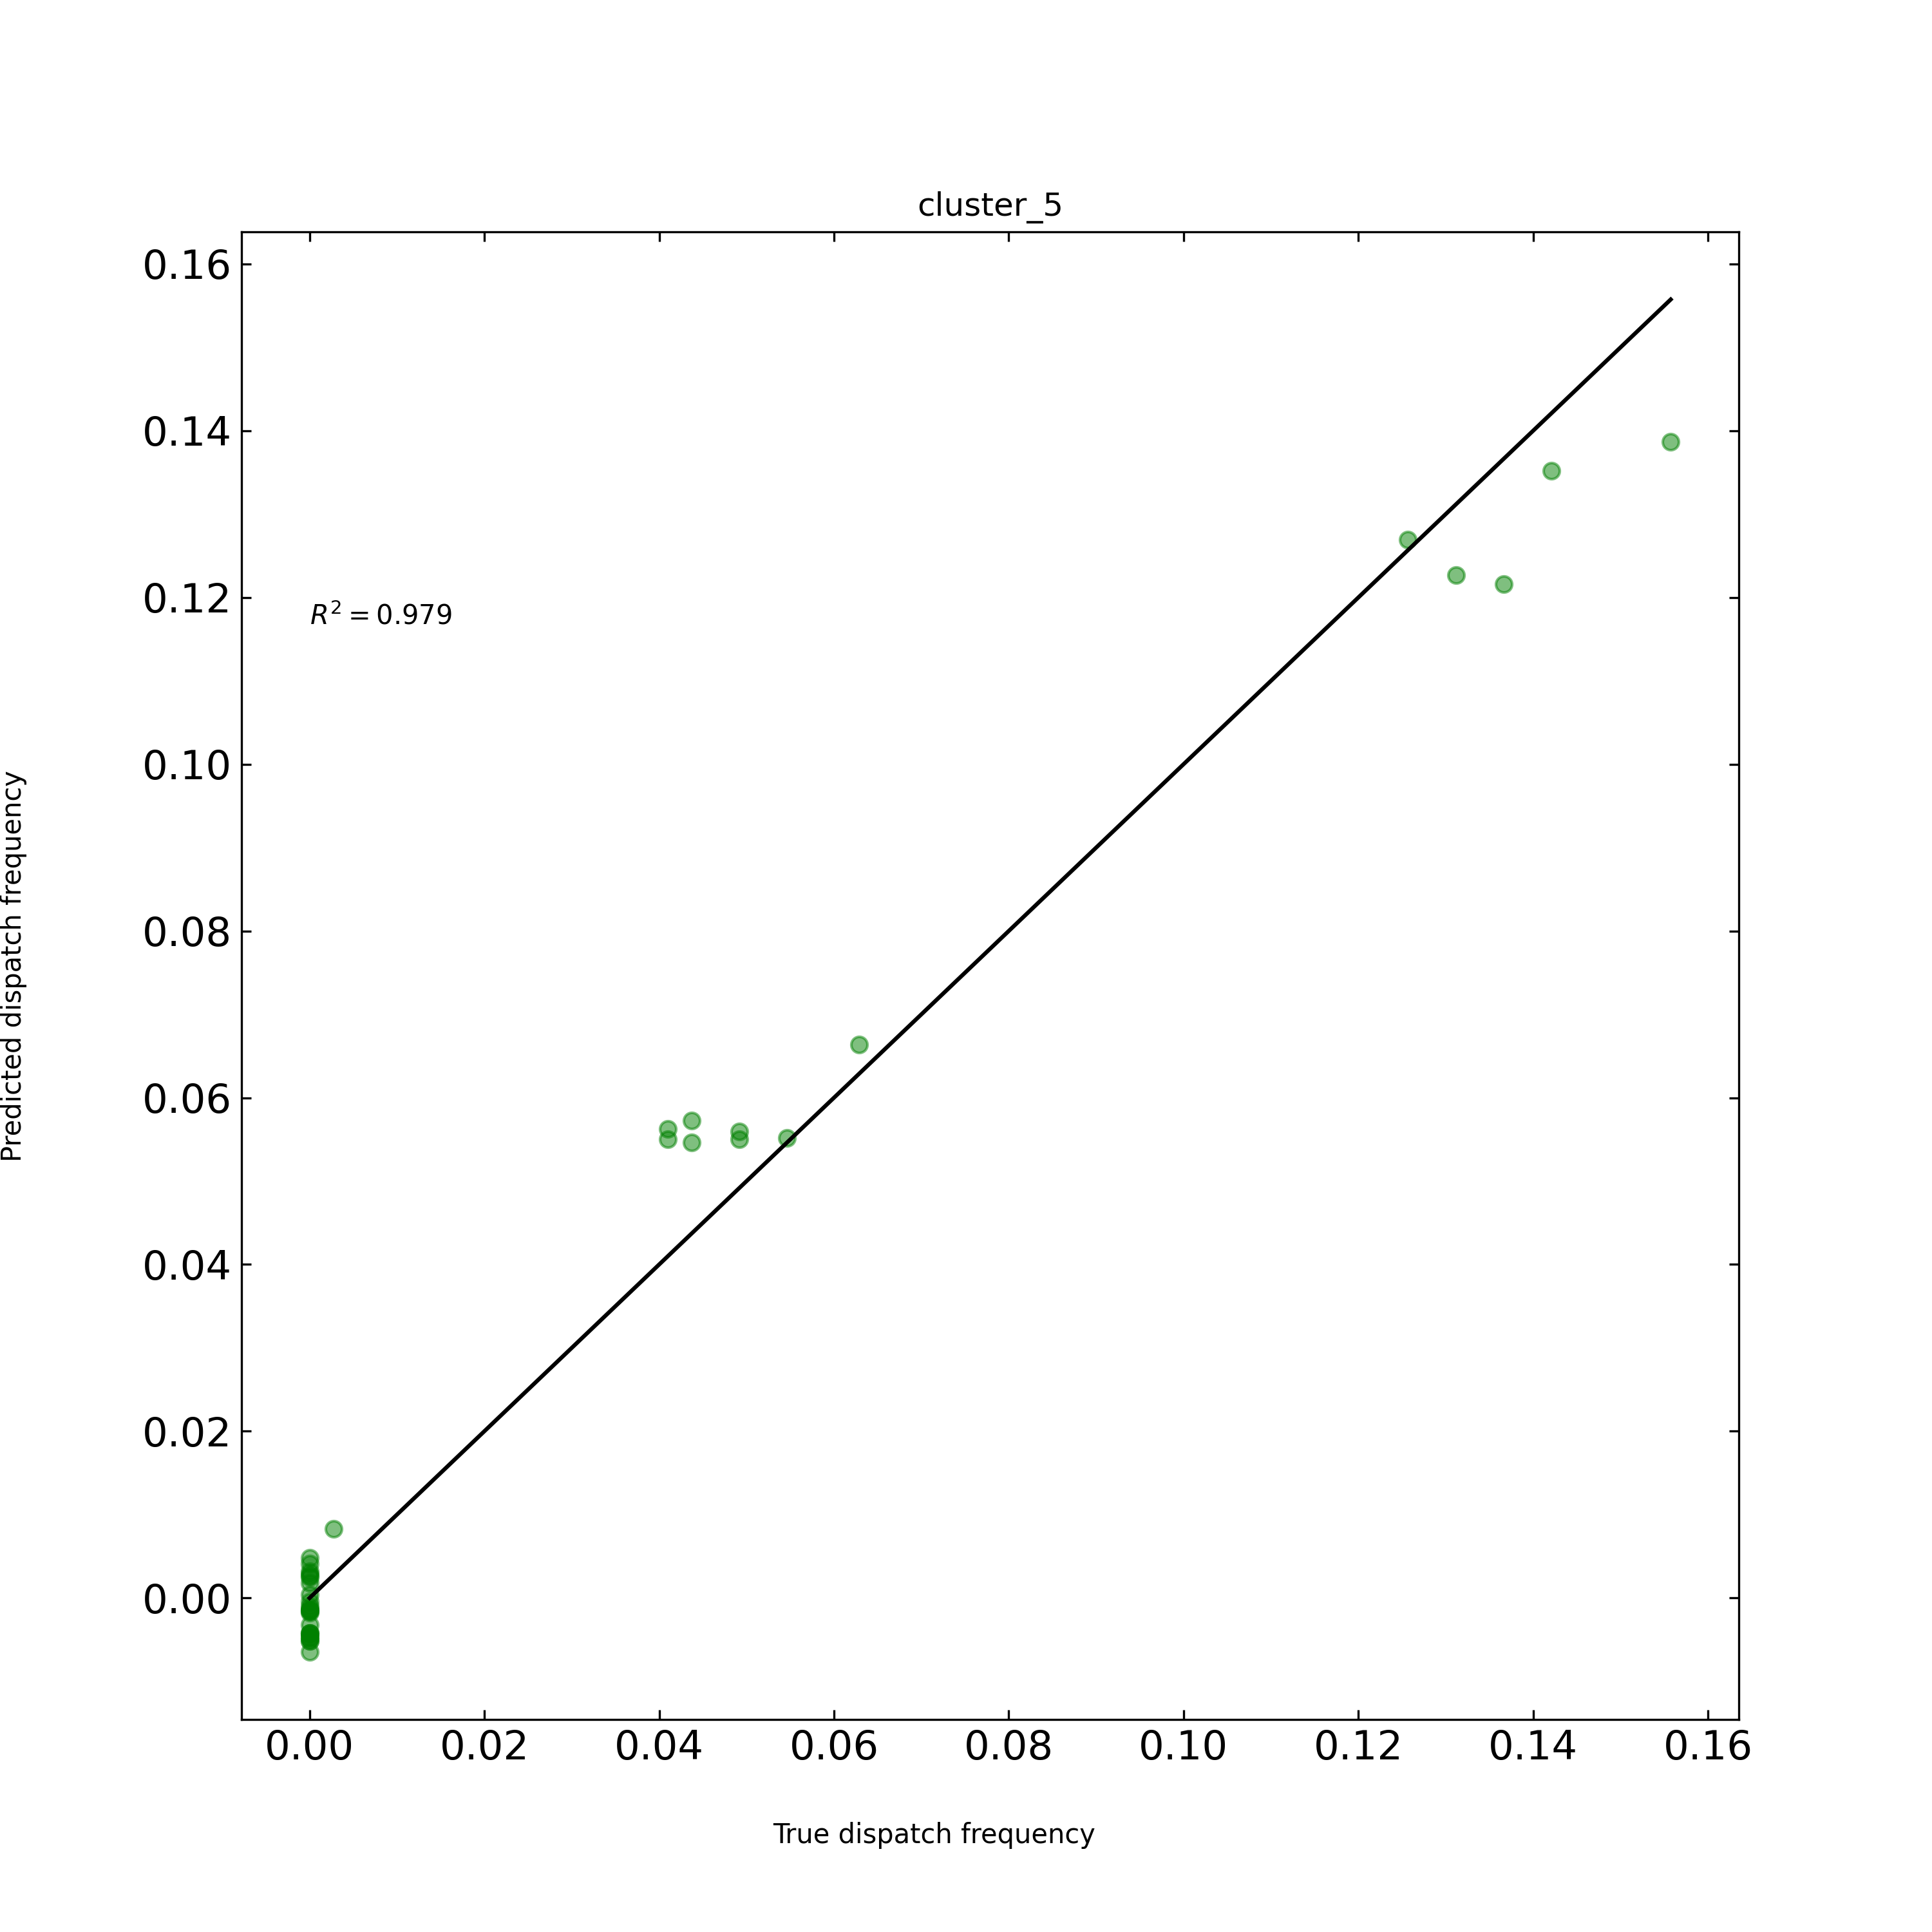 cluster_5
0.16
0.14
0.12
0.10
0.08
0.06
0.04
0.02
0.00
R² = 0.979
Predicted dispatch frequency
0.00 0.02 0.04 0.06 0.08 0.10 0.12 0.14 0.16
True dispatch frequency